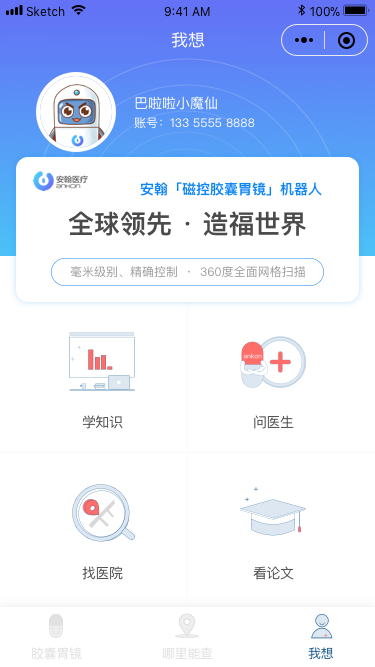 Sketch 9:41 AM 100%
我想
巴啦啦小魔仙
账号：133 5555 8888
安翰医疗
ankon
安翰「磁控胶囊胃镜」机器人
全球领先 · 造福世界
毫米级别、精确控制 · 360度全面网格扫描
ankon
学知识 问医生
找医院 看论文
胶囊胃镜 哪里能查 我想